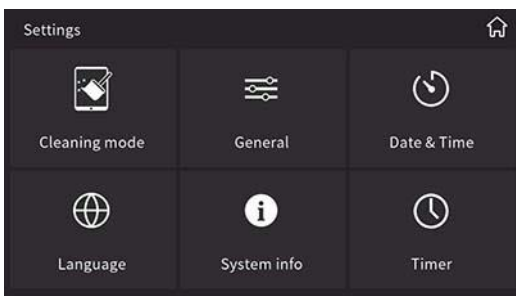 Settings
Cleaning mode
General
Date & Time
Language
System info
Timer